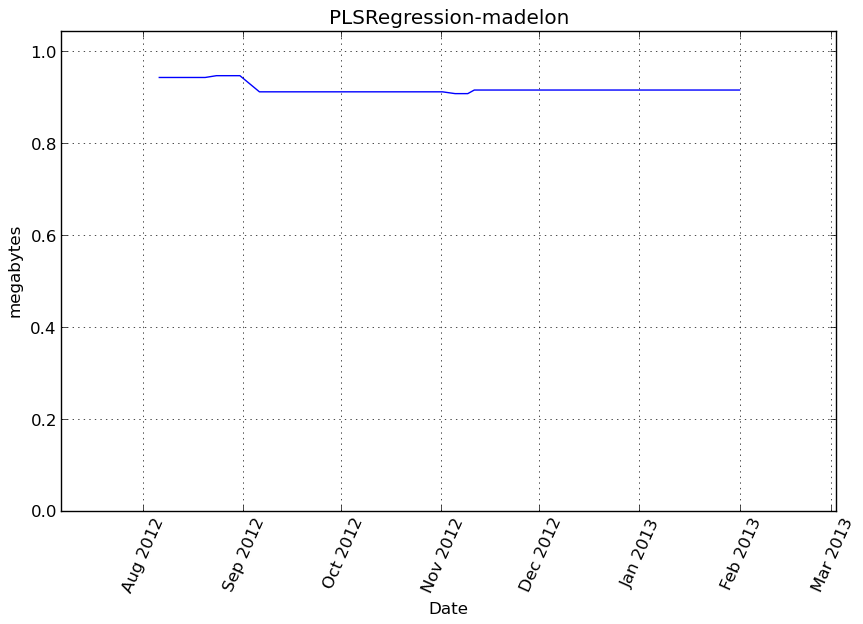 PLSRegression-madelon
1.0
0.8
0.6
0.4
0.2
0.0
megabytes
Aug 2012
Sep 2012
Oct 2012
Nov 2012
Dec 2012
Jan 2013
Feb 2013
Mar 2013
Date